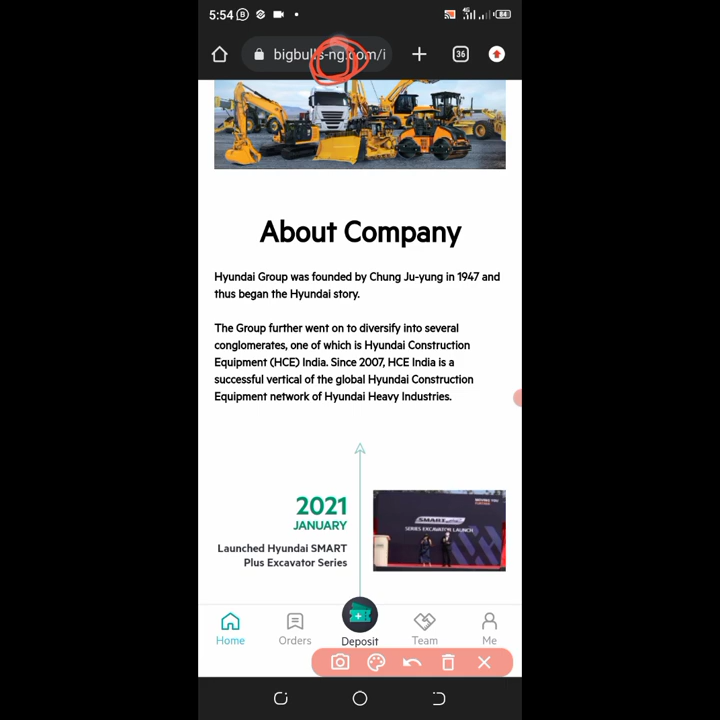 5:54
4G
84
bigbulls-ng.com/i
36
About Company
Hyundai Group was founded by Chung Ju-yung in 1947 and
thus began the Hyundai story.
The Group further went on to diversify into several
conglomerates, one of which is Hyundai Construction
Equipment (HCE) India. Since 2007, HCE India is a
successful vertical of the global Hyundai Construction
Equipment network of Hyundai Heavy Industries.
2021
JANUARY
Launched Hyundai SMART
Plus Excavator Series
SMART
SERIES EXCAVATOR LAUNCH
Home
Orders
Deposit
Team
Me